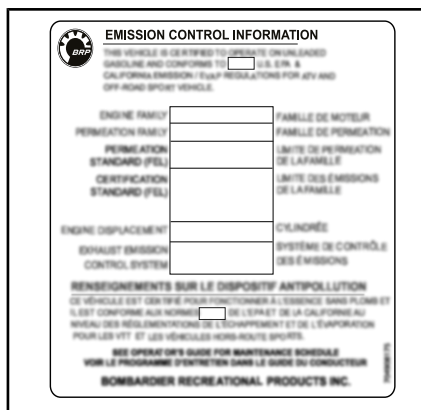 EMISSION CONTROL INFORMATION
BRP
THIS VEHICLE IS CERTIFIED TO OPERATE ON UNLEADED
GASOLINE AND CONFORMS TO U.S. EPA &
CALIFORNIA EMISSION / EVAP REGULATIONS FOR ATV AND
OFF-ROAD SPORT VEHICLE.
ENGINE FAMILY FAMILLE DE MOTEUR
PERMEATION FAMILY FAMILLE DE PERMEATION
PERMEATION LIMITE DE PERMEATION
STANDARD (FEL) DE LA FAMILLE
CERTIFICATION LIMITE DES ÉMISSIONS
STANDARD (FEL) DE LA FAMILLE
ENGINE DISPLACEMENT CYLINDRÉE
EXHAUST EMISSION SYSTÈME DE CONTRÔLE
CONTROL SYSTEM DES ÉMISSIONS
RENSEIGNEMENTS SUR LE DISPOSITIF ANTIPOLLUTION
CE VÉHICULE EST CERTIFIÉ POUR FONCTIONNER À L'ESSENCE SANS PLOMB ET
IL EST CONFORME AUX NORMES DE L'EPA ET DE LA CALIFORNIE AU
NIVEAU DES RÉGLEMENTATIONS DE L'ÉCHAPPEMENT ET DE L'ÉVAPORATION
POUR LES VTT ET LES VÉHICULES HORS-ROUTE SPORTS.
SEE OPERATOR'S GUIDE FOR MAINTENANCE SCHEDULE
VOIR LE PROGRAMME D'ENTRETIEN DANS LE GUIDE DU CONDUCTEUR
BOMBARDIER RECREATIONAL PRODUCTS INC.